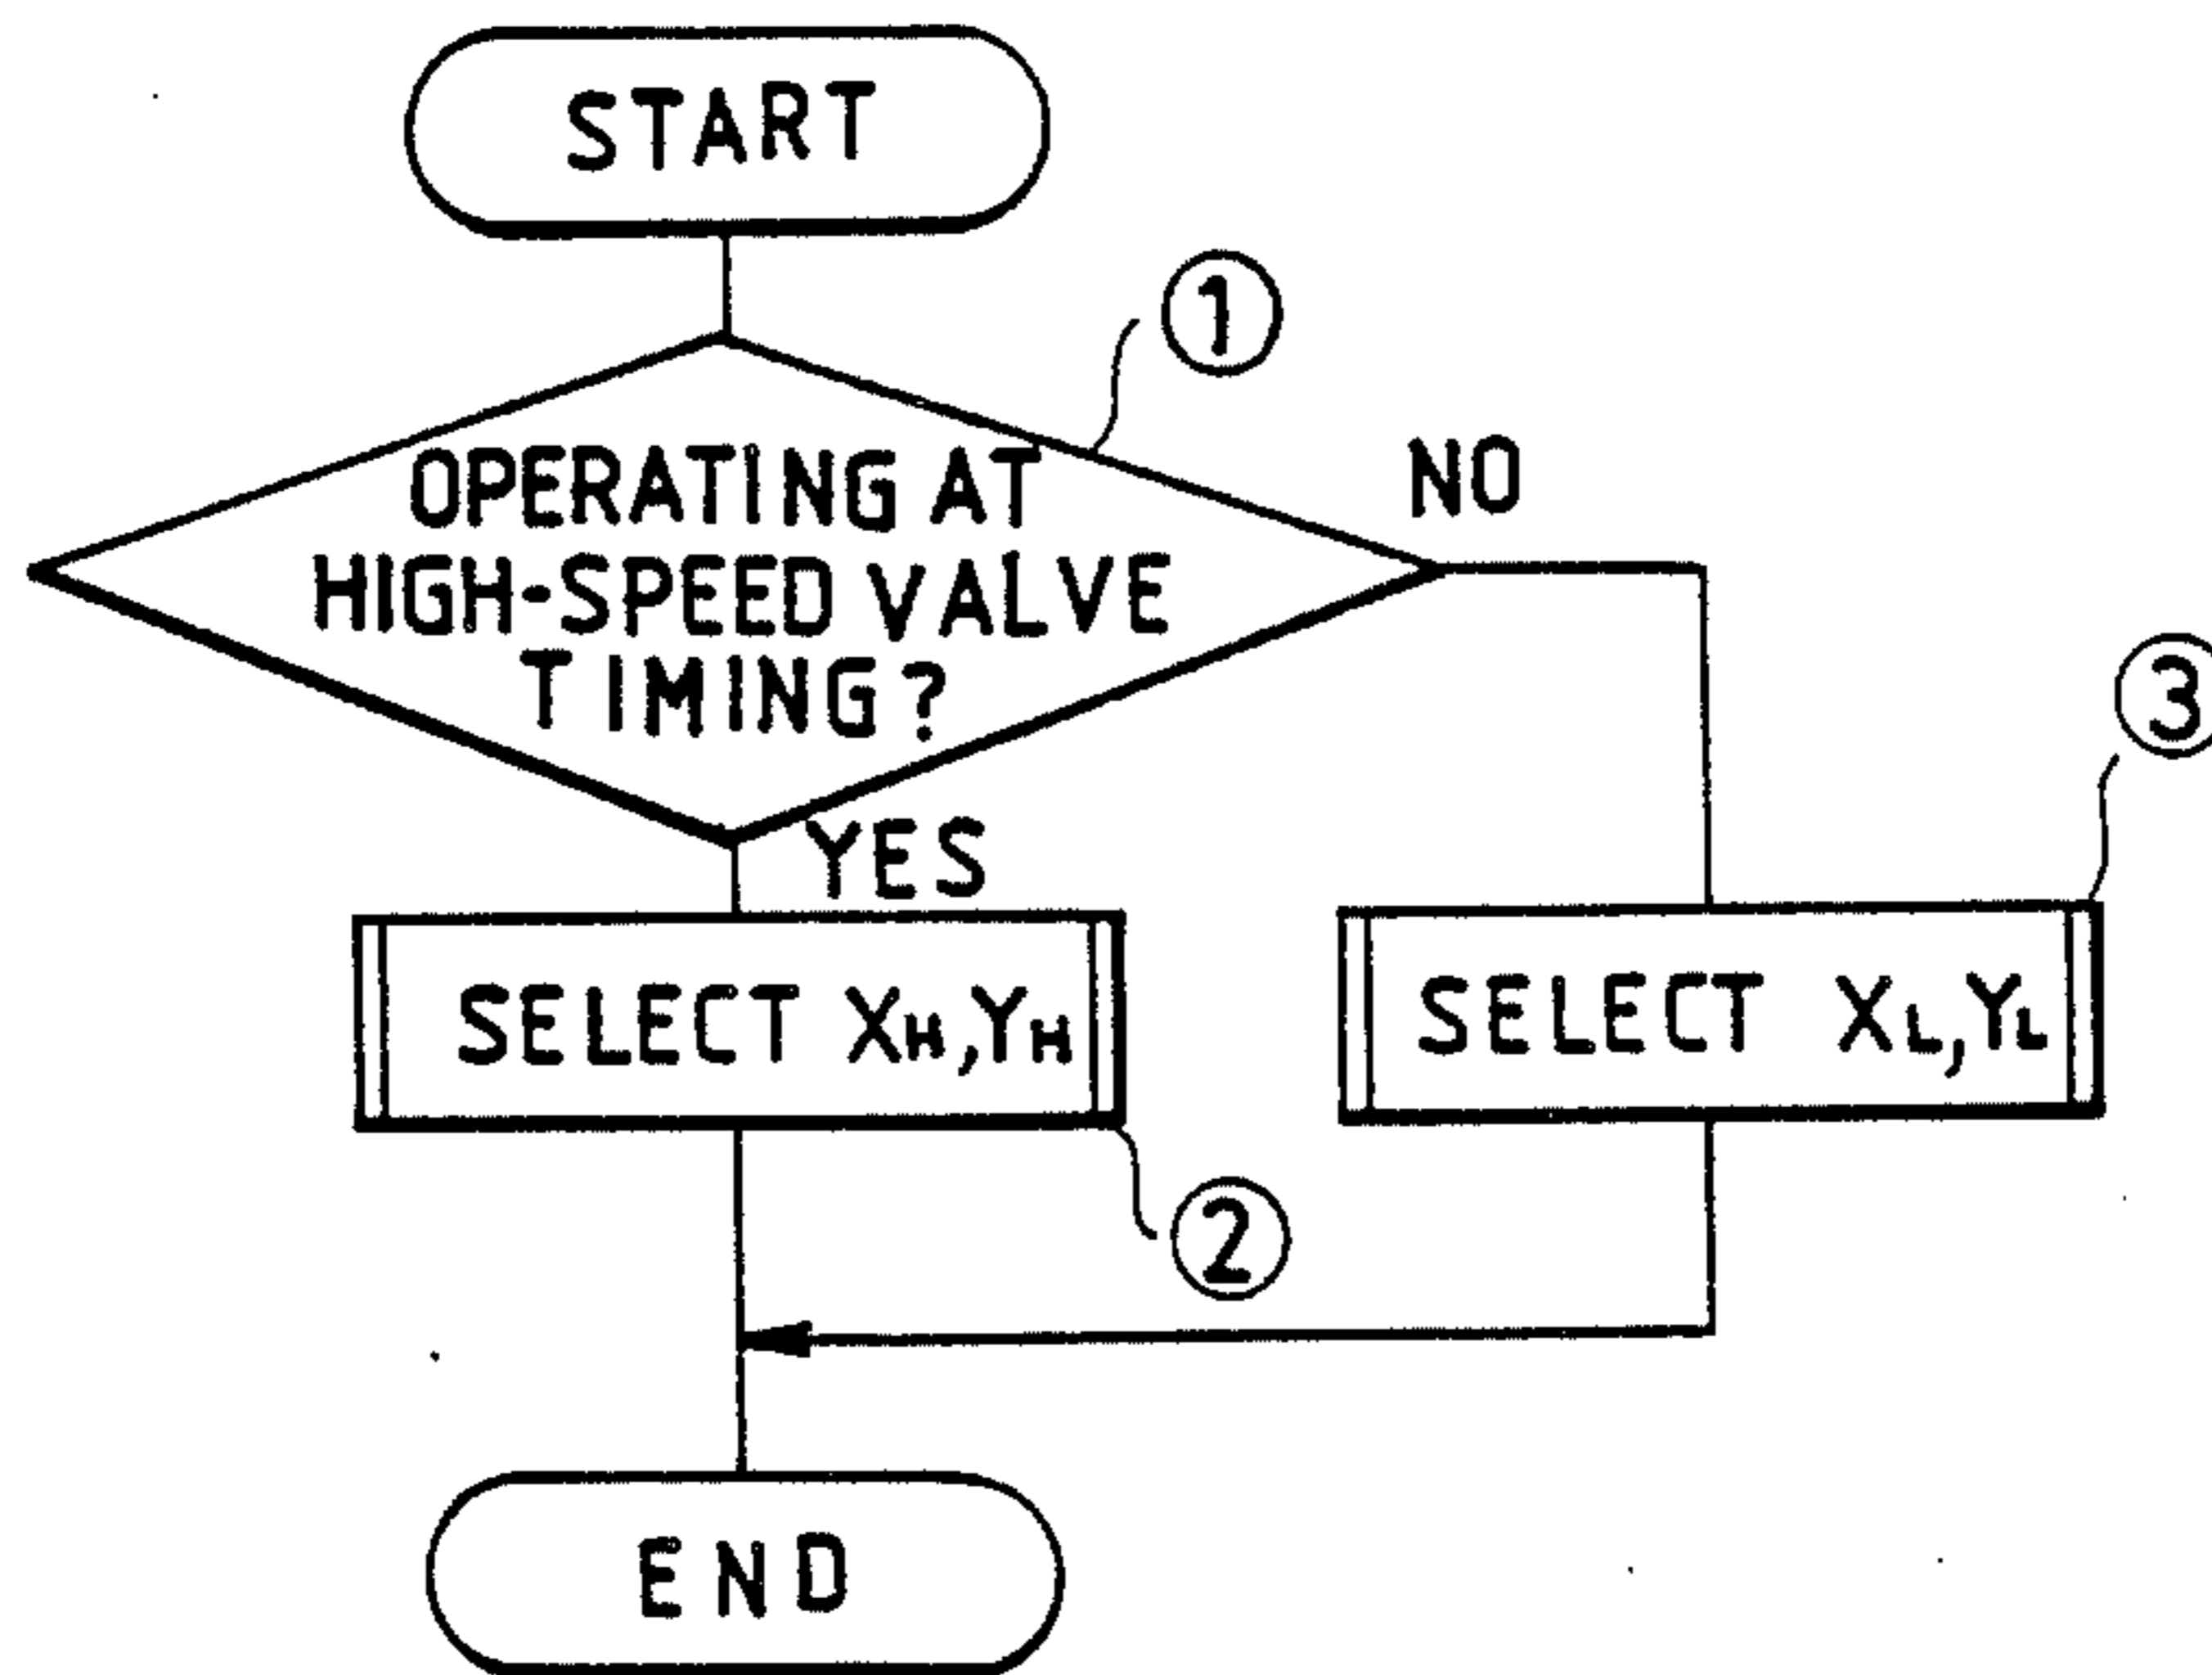 START
①
OPERATING AT
HIGH-SPEED VALVE
TIMING?
NO
③
YES
SELECT XH,YH
SELECT XL,YL
②
END